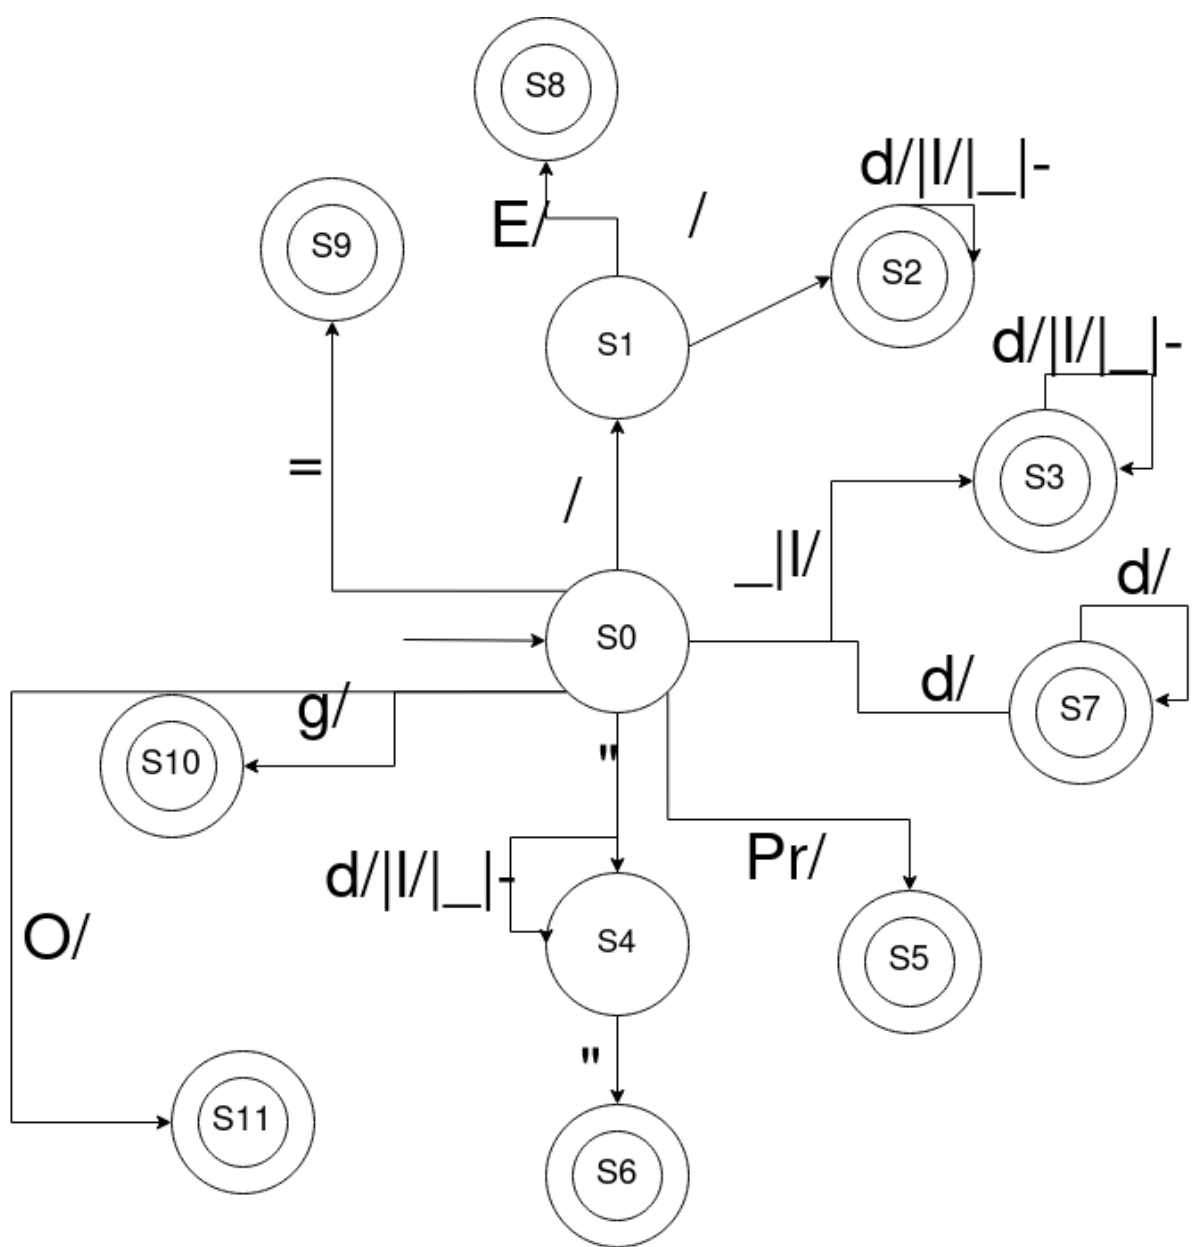 S8
d/|l/|_|-
E/
/
S9
S2
S1
d/|l/|_|-
=
S3
/
_|l/
d/
S0
d/
g/
S7
"
S10
Pr/
d/|l/|_|-
O/
S4
S5
"
S11
S6